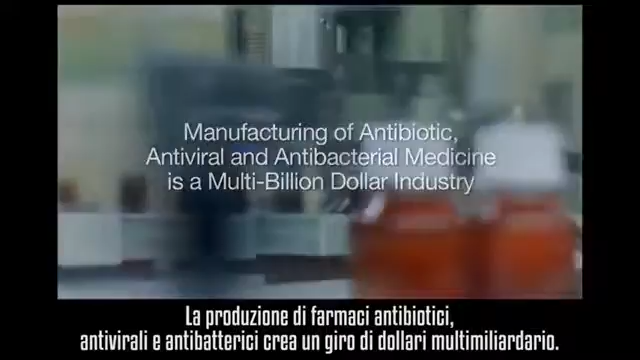 Manufacturing of Antibiotic,
Antiviral and Antibacterial Medicine
is a Multi-Billion Dollar Industry
La produzione di farmaci antibiotici,
antivirali e antibatterici crea un giro di dollari multimiliardario.